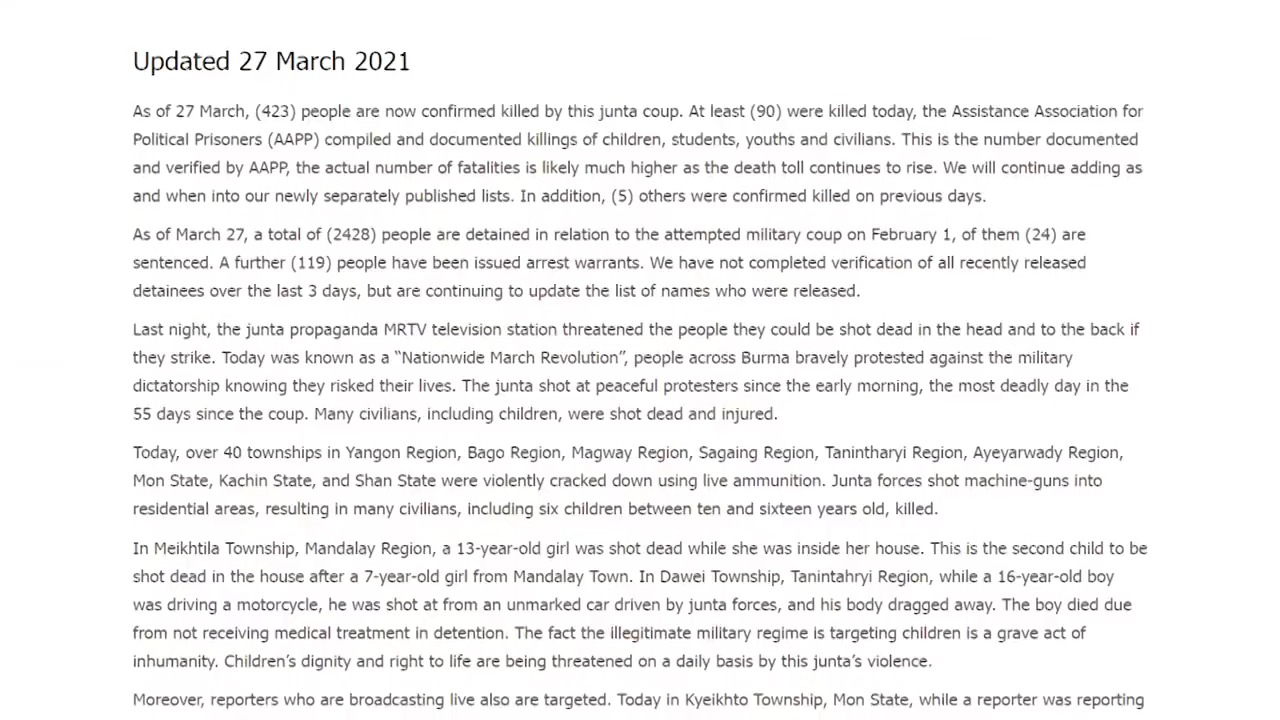 Updated 27 March 2021
As of 27 March, (423) people are now confirmed killed by this junta coup. At least (90) were killed today, the Assistance Association for
Political Prisoners (AAPP) compiled and documented killings of children, students, youths and civilians. This is the number documented
and verified by AAPP, the actual number of fatalities is likely much higher as the death toll continues to rise. We will continue adding as
and when into our newly separately published lists. In addition, (5) others were confirmed killed on previous days.
As of March 27, a total of (2428) people are detained in relation to the attempted military coup on February 1, of them (24) are
sentenced. A further (119) people have been issued arrest warrants. We have not completed verification of all recently released
detainees over the last 3 days, but are continuing to update the list of names who were released.
Last night, the junta propaganda MRTV television station threatened the people they could be shot dead in the head and to the back if
they strike. Today was known as a “Nationwide March Revolution”, people across Burma bravely protested against the military
dictatorship knowing they risked their lives. The junta shot at peaceful protesters since the early morning, the most deadly day in the
55 days since the coup. Many civilians, including children, were shot dead and injured.
Today, over 40 townships in Yangon Region, Bago Region, Magway Region, Sagaing Region, Tanintharyi Region, Ayeyarwady Region,
Mon State, Kachin State, and Shan State were violently cracked down using live ammunition. Junta forces shot machine-guns into
residential areas, resulting in many civilians, including six children between ten and sixteen years old, killed.
In Meikhtila Township, Mandalay Region, a 13-year-old girl was shot dead while she was inside her house. This is the second child to be
shot dead in the house after a 7-year-old girl from Mandalay Town. In Dawei Township, Tanintahryi Region, while a 16-year-old boy
was driving a motorcycle, he was shot at from an unmarked car driven by junta forces, and his body dragged away. The boy died due
from not receiving medical treatment in detention. The fact the illegitimate military regime is targeting children is a grave act of
inhumanity. Children’s dignity and right to life are being threatened on a daily basis by this junta’s violence.
Moreover, reporters who are broadcasting live also are targeted. Today in Kyeikhto Township, Mon State, while a reporter was reporting